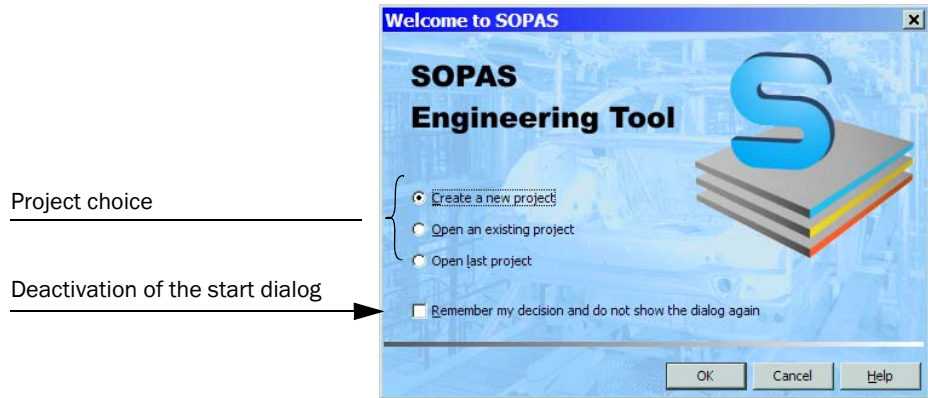 Welcome to SOPAS
SOPAS
Engineering Tool
S
Project choice
Create a new project
Open an existing project
Open last project
Deactivation of the start dialog
Remember my decision and do not show the dialog again
OK Cancel Help